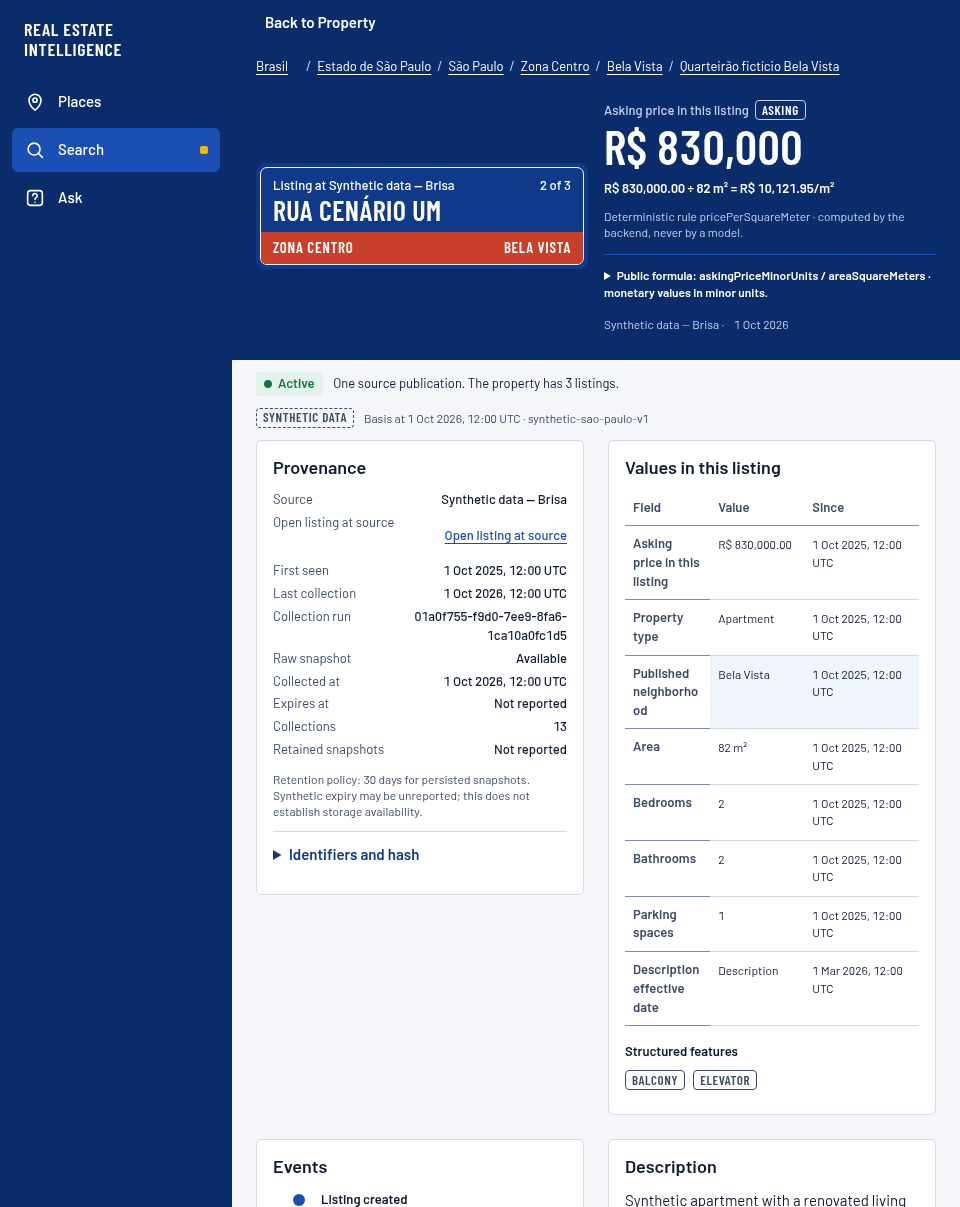 REAL ESTATE
INTELLIGENCE
Places
Search
Ask
Back to Property
Brasil / Estado de São Paulo / São Paulo / Zona Centro / Bela Vista / Quarteirão fictício Bela Vista
Listing at Synthetic data — Brisa 2 of 3
RUA CENÁRIO UM
ZONA CENTRO BELA VISTA
Asking price in this listing ASKING
R$ 830,000
R$ 830,000.00 ÷ 82 m² = R$ 10,121.95/m²
Deterministic rule pricePerSquareMeter · computed by the
backend, never by a model.
Public formula: askingPriceMinorUnits / areaSquareMeters ·
monetary values in minor units.
Synthetic data — Brisa · 1 Oct 2026
Active One source publication. The property has 3 listings.
SYNTHETIC DATA Basis at 1 Oct 2026, 12:00 UTC · synthetic-sao-paulo-v1
Provenance
Source Synthetic data — Brisa
Open listing at source
Open listing at source
First seen 1 Oct 2025, 12:00 UTC
Last collection 1 Oct 2026, 12:00 UTC
Collection run 01a0f755-f9d0-7ee9-8fa6-
1ca10a0fc1d5
Raw snapshot Available
Collected at 1 Oct 2026, 12:00 UTC
Expires at Not reported
Collections 13
Retained snapshots Not reported
Retention policy: 30 days for persisted snapshots.
Synthetic expiry may be unreported; this does not
establish storage availability.
Identifiers and hash
Values in this listing
Field Value Since
Asking R$ 830,000.00 1 Oct 2025, 12:00
price in this UTC
listing
Property Apartment 1 Oct 2025, 12:00
type UTC
Published Bela Vista 1 Oct 2025, 12:00
neighborho UTC
od
Area 82 m² 1 Oct 2025, 12:00
UTC
Bedrooms 2 1 Oct 2025, 12:00
UTC
Bathrooms 2 1 Oct 2025, 12:00
UTC
Parking 1 1 Oct 2025, 12:00
spaces UTC
Description Description 1 Mar 2026, 12:00
effective UTC
date
Structured features
BALCONY ELEVATOR
Events
Listing created
Description
Synthetic apartment with a renovated living